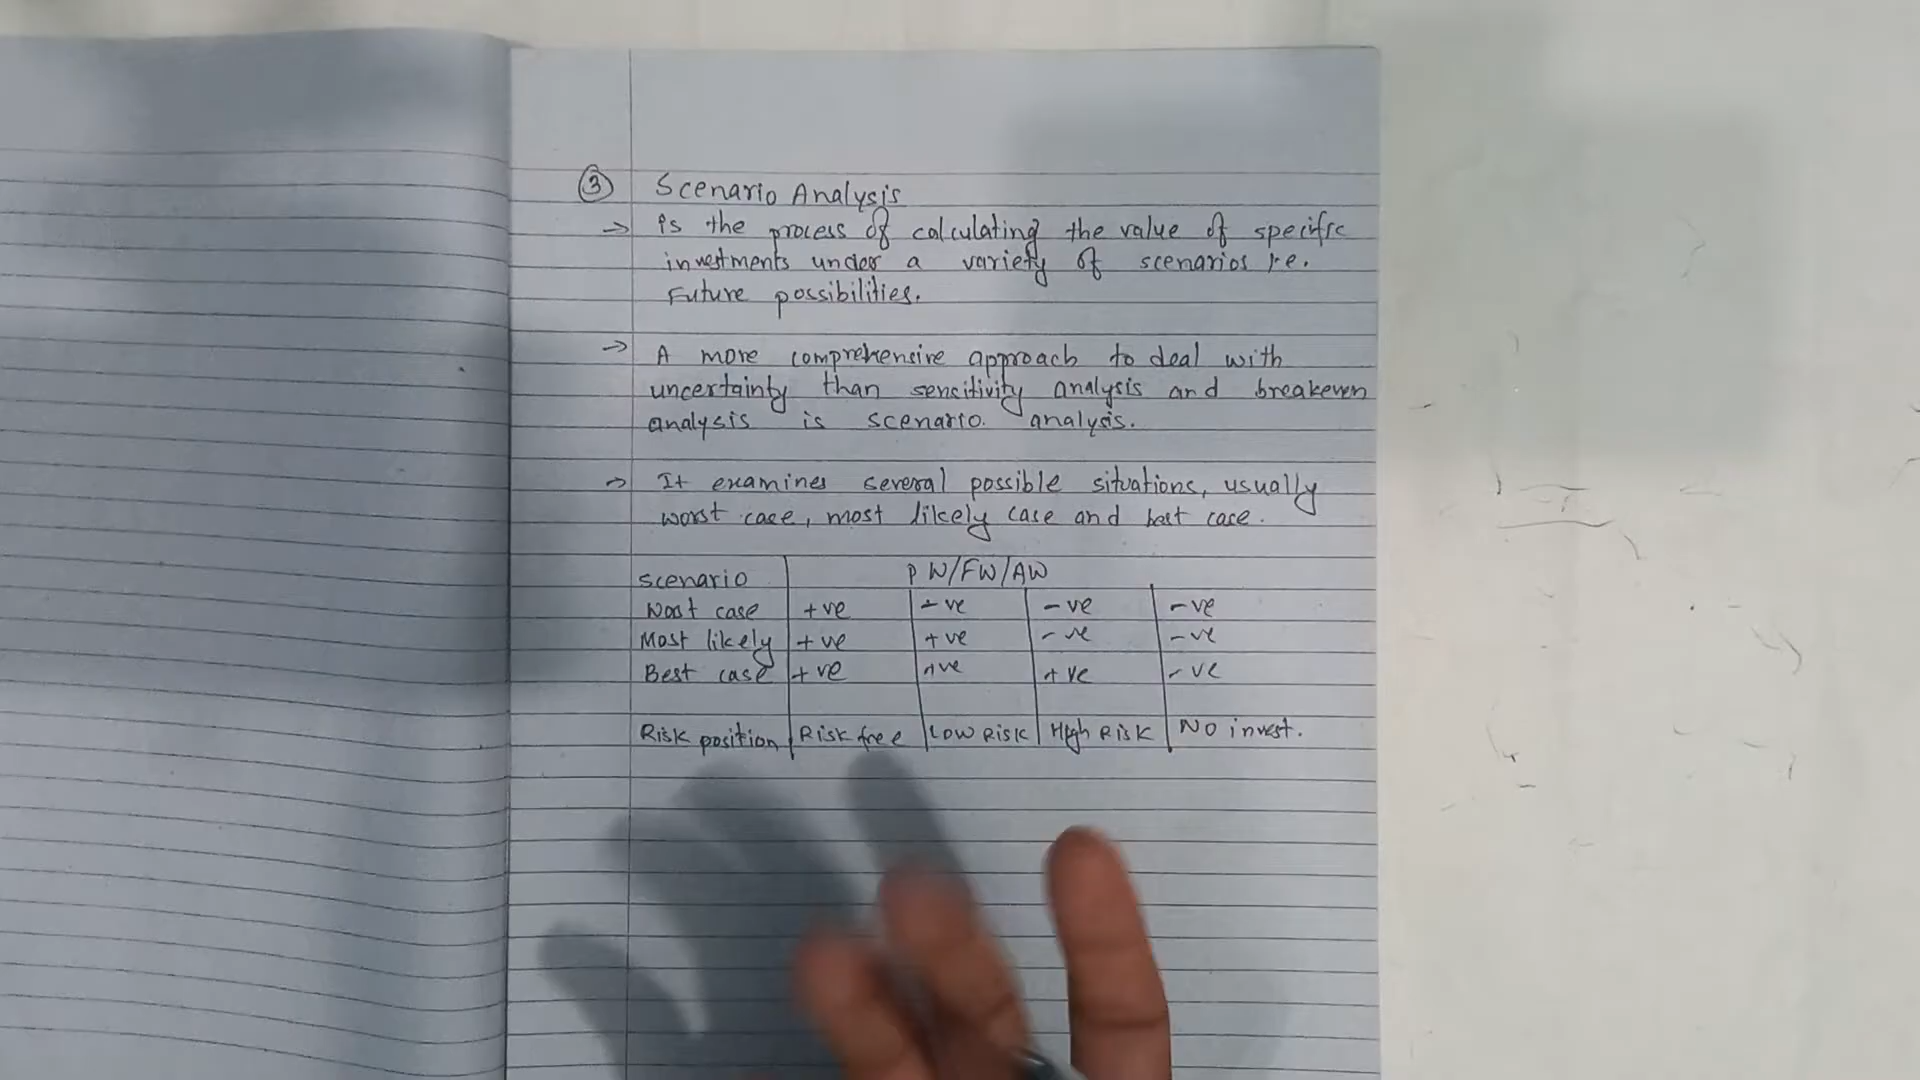 ③ Scenario Analysis
→ is the process of calculating the value of specific
investments under a variety of scenarios i.e.
Future possibilities.
→ A more comprehensive approach to deal with
uncertainty than sensitivity analysis and breakeven
analysis is scenario. analysis.
→ It examines several possible situations, usually
worst case, most likely case and best case.
scenario PW/FW/AW
Worst case +ve -ve -ve -ve
Most likely +ve +ve -ve -ve
Best case +ve +ve +ve -ve
Risk position Risk free Low Risk High Risk No invest.